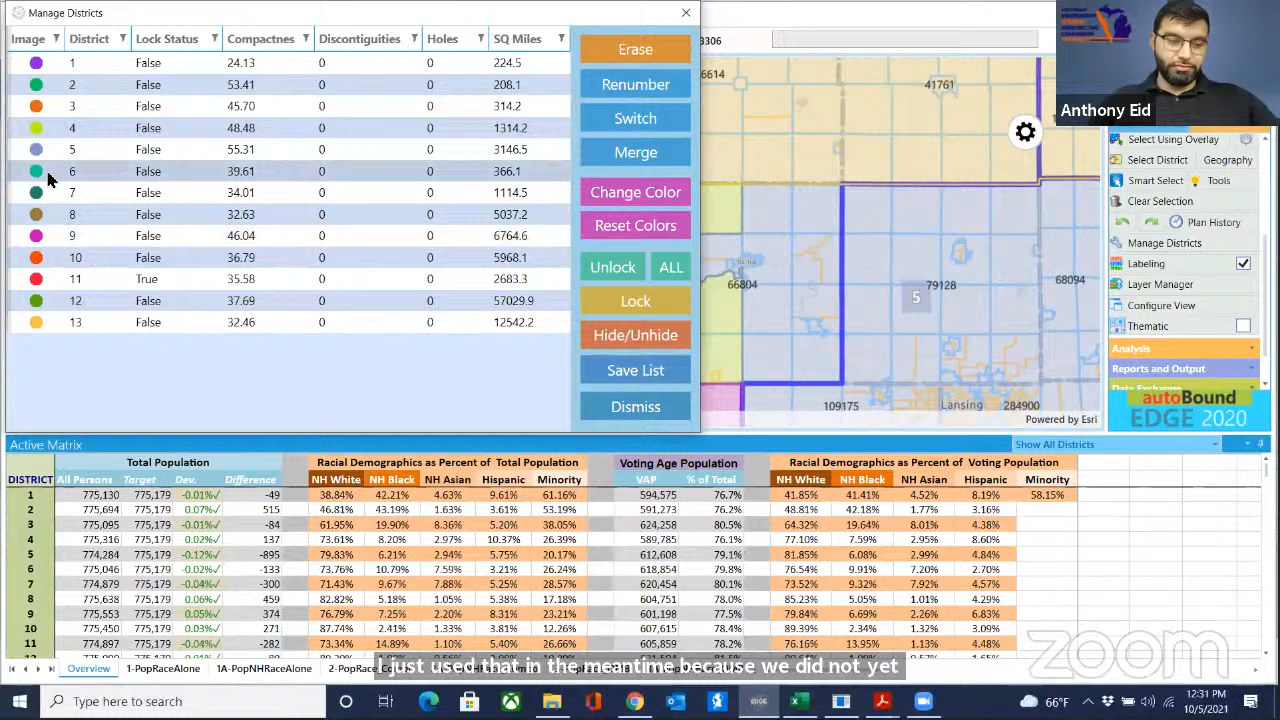 Manage Districts
Image District Lock Status Compactnes Discontiguities Holes SQ Miles
1 False 24.13 0 0 224.5
2 False 53.41 0 0 208.1
3 False 45.70 0 0 314.2
4 False 48.48 0 0 1314.2
5 False 55.31 0 0 3146.5
6 False 39.61 0 0 366.1
7 False 34.01 0 0 1114.5
8 False 32.63 0 0 5037.2
9 False 46.04 0 0 6764.6
10 False 36.79 0 0 5968.1
11 True 35.58 0 0 2683.3
12 False 37.69 0 0 57029.9
13 False 32.46 0 0 12542.2
Erase
Renumber
Switch
Merge
Change Color
Reset Colors
Unlock ALL
Lock
Hide/Unhide
Save List
Dismiss
3306
6614
41761
66804
79128
68094
5
109175 Lansing 284900
Powered by Esri
Anthony Eid
Select Using Overlay
Select District Geography
Smart Select Tools
Clear Selection
Plan History
Manage Districts
Labeling
Layer Manager
Configure View
Thematic
Analysis
Reports and Output
autoBound
EDGE 2020
Active Matrix Show All Districts
Total Population Racial Demographics as Percent of Total Population Voting Age Population Racial Demographics as Percent of Voting Population
DISTRICT All Persons Target Dev. Difference NH White NH Black NH Asian Hispanic Minority VAP % of Total NH White NH Black NH Asian Hispanic Minority
1 775,130 775,179 -0.01%✓ -49 38.84% 42.21% 4.63% 9.61% 61.16% 594,575 76.7% 41.85% 41.41% 4.52% 8.19% 58.15%
2 775,694 775,179 0.07%✓ 515 46.81% 43.19% 1.63% 3.61% 53.19% 591,273 76.2% 48.81% 42.18% 1.77% 3.16%
3 775,095 775,179 -0.01%✓ -84 61.95% 19.90% 8.36% 5.20% 38.05% 624,258 80.5% 64.32% 19.64% 8.01% 4.38%
4 775,316 775,179 0.02%✓ 137 73.61% 8.20% 2.97% 10.37% 26.39% 589,785 76.1% 77.10% 7.59% 2.95% 8.60%
5 774,284 775,179 -0.12%✓ -895 79.83% 6.21% 2.94% 5.75% 20.17% 612,608 79.1% 81.85% 6.08% 2.99% 4.84%
6 775,046 775,179 -0.02%✓ -133 73.76% 10.79% 7.59% 3.21% 26.24% 618,854 79.8% 76.54% 9.91% 7.20% 2.70%
7 774,879 775,179 -0.04%✓ -300 71.43% 9.67% 7.88% 5.25% 28.57% 620,454 80.1% 73.52% 9.32% 7.92% 4.57%
8 775,638 775,179 0.06%✓ 459 82.82% 5.18% 1.05% 5.38% 17.18% 604,751 78.0% 85.23% 5.05% 1.01% 4.29%
9 775,553 775,179 0.05%✓ 374 76.79% 7.25% 2.20% 8.31% 23.21% 601,198 77.5% 79.84% 6.69% 2.26% 6.83%
10 775,450 775,179 0.03%✓ 271 87.74% 2.41% 1.33% 3.81% 12.26% 607,615 78.4% 89.39% 2.34% 1.32% 3.09%
11 774,897 775,179 -0.04%✓ -282 73.34% 14.89% 1.10% 5.40% 26.66% 605,859 78.2% 76.16% 13.95% 1.12%
Overview 1-PopRaceAlone 1A-PopNHRaceAlone
I just used that in the meantime because we did not yet
zoom
12:31 PM
10/5/2021